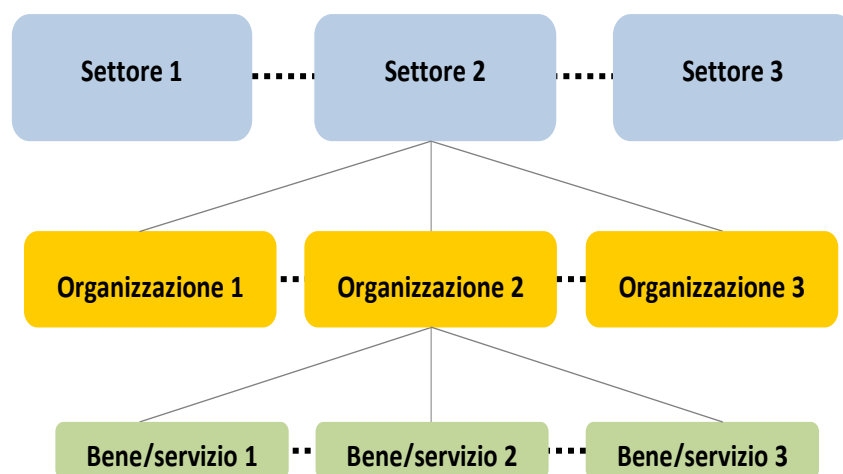 Settore 1
Settore 2
Settore 3
Organizzazione 1
Organizzazione 2
Organizzazione 3
Bene/servizio 1
Bene/servizio 2
Bene/servizio 3